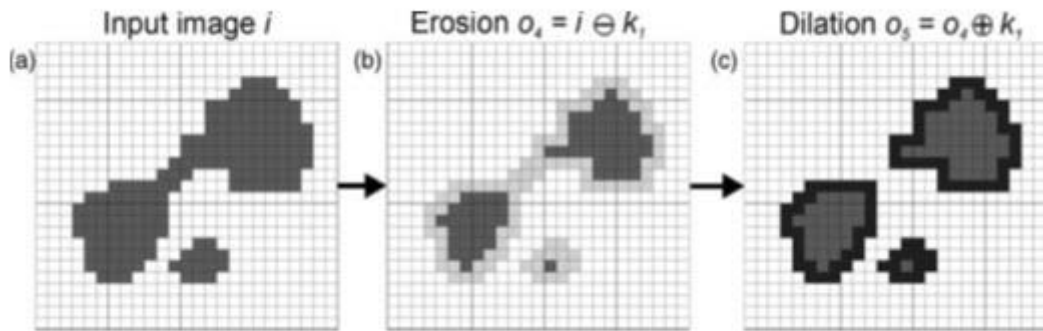 Input image i
Erosion o₄ = i ⊖ k₁
Dilation o₅ = o₄ ⊕ k₁
(a)
(b)
(c)